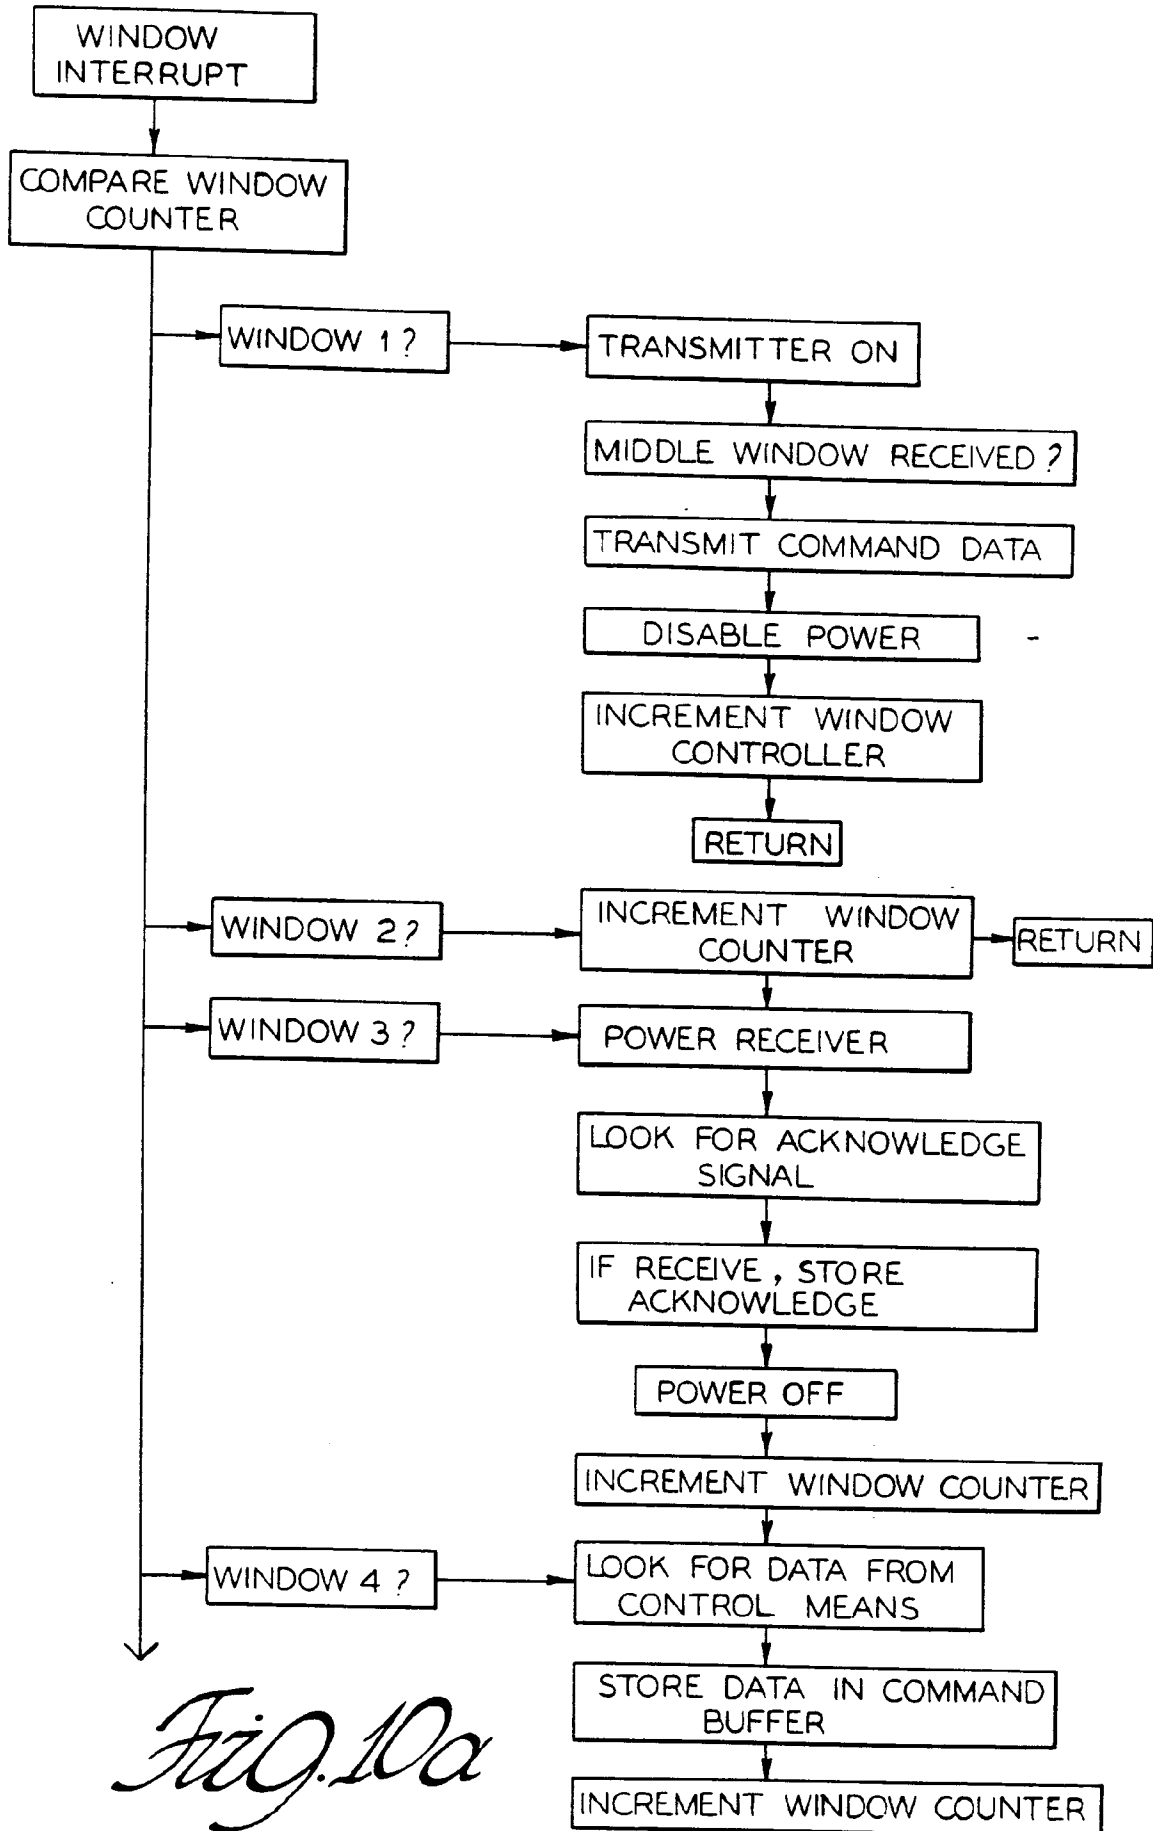 WINDOW
INTERRUPT
COMPARE WINDOW
COUNTER
WINDOW 1?
TRANSMITTER ON
MIDDLE WINDOW RECEIVED?
TRANSMIT COMMAND DATA
DISABLE POWER
INCREMENT WINDOW
CONTROLLER
RETURN
WINDOW 2?
INCREMENT WINDOW
COUNTER
RETURN
WINDOW 3?
POWER RECEIVER
LOOK FOR ACKNOWLEDGE
SIGNAL
IF RECEIVE, STORE
ACKNOWLEDGE
POWER OFF
INCREMENT WINDOW COUNTER
WINDOW 4?
LOOK FOR DATA FROM
CONTROL MEANS
STORE DATA IN COMMAND
BUFFER
INCREMENT WINDOW COUNTER
Fig. 10a